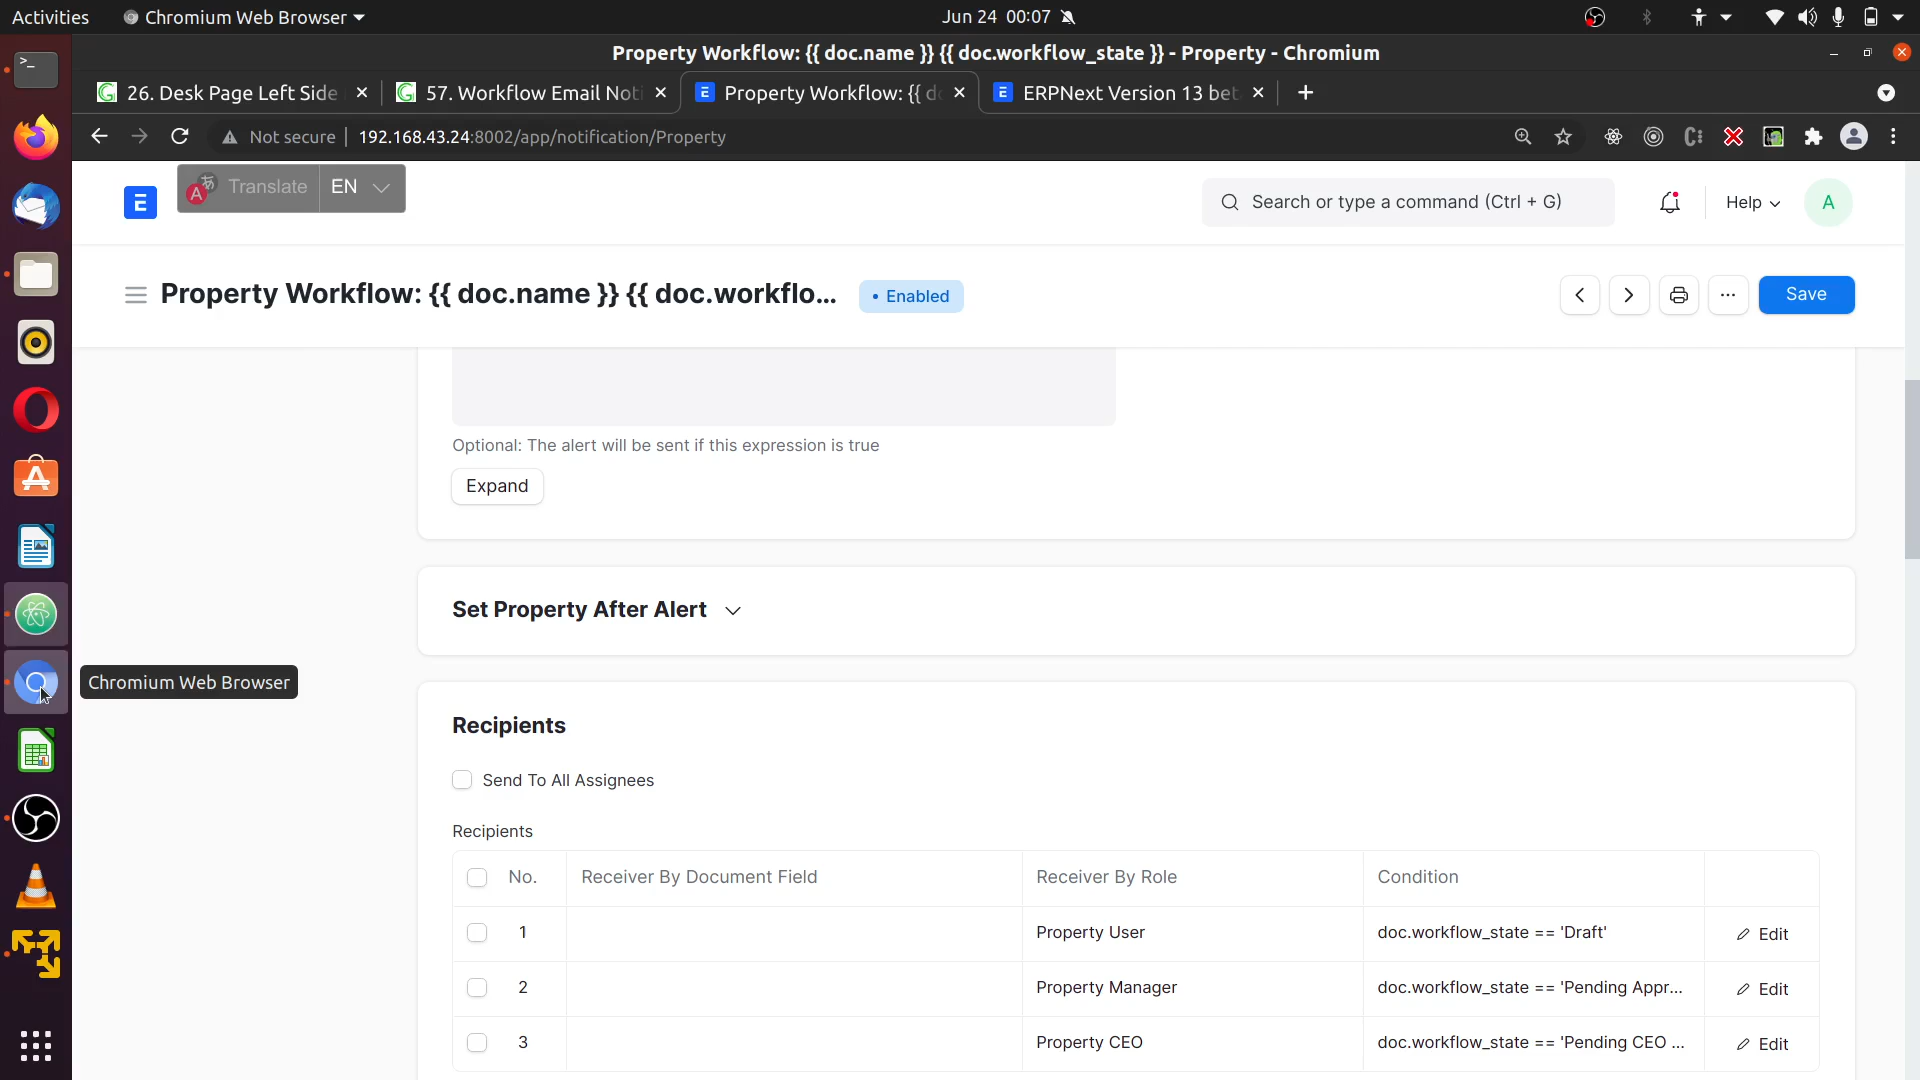 Activities
Chromium Web Browser
Jun 24 00:07
Property Workflow: {{ doc.name }} {{ doc.workflow_state }} - Property - Chromium
26. Desk Page Left Side
57. Workflow Email Noti
Property Workflow: {{ do
ERPNext Version 13 bet
Not secure
192.168.43.24:8002/app/notification/Property
E
Translate
EN
Search or type a command (Ctrl + G)
Help
A
Property Workflow: {{ doc.name }} {{ doc.workflo...
Enabled
Save
Optional: The alert will be sent if this expression is true
Expand
Set Property After Alert
Chromium Web Browser
Recipients
Send To All Assignees
Recipients
No.
Receiver By Document Field
Receiver By Role
Condition
1
Property User
doc.workflow_state == 'Draft'
Edit
2
Property Manager
doc.workflow_state == 'Pending Appr...
Edit
3
Property CEO
doc.workflow_state == 'Pending CEO ...
Edit